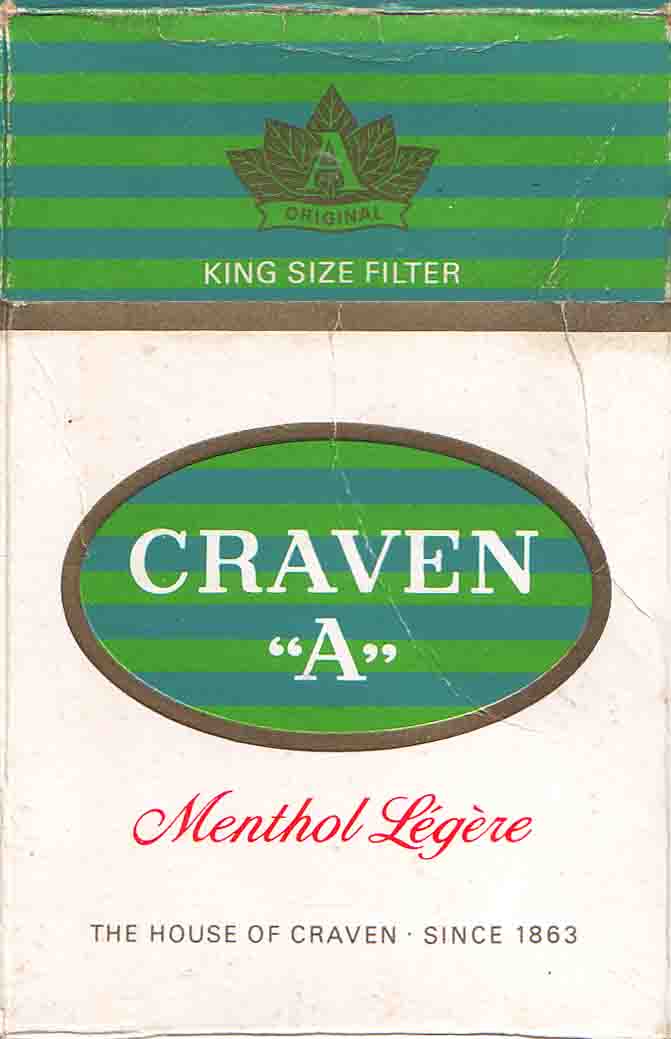 A
ORIGINAL
KING SIZE FILTER
CRAVEN
“A”
Menthol Légère
THE HOUSE OF CRAVEN · SINCE 1863